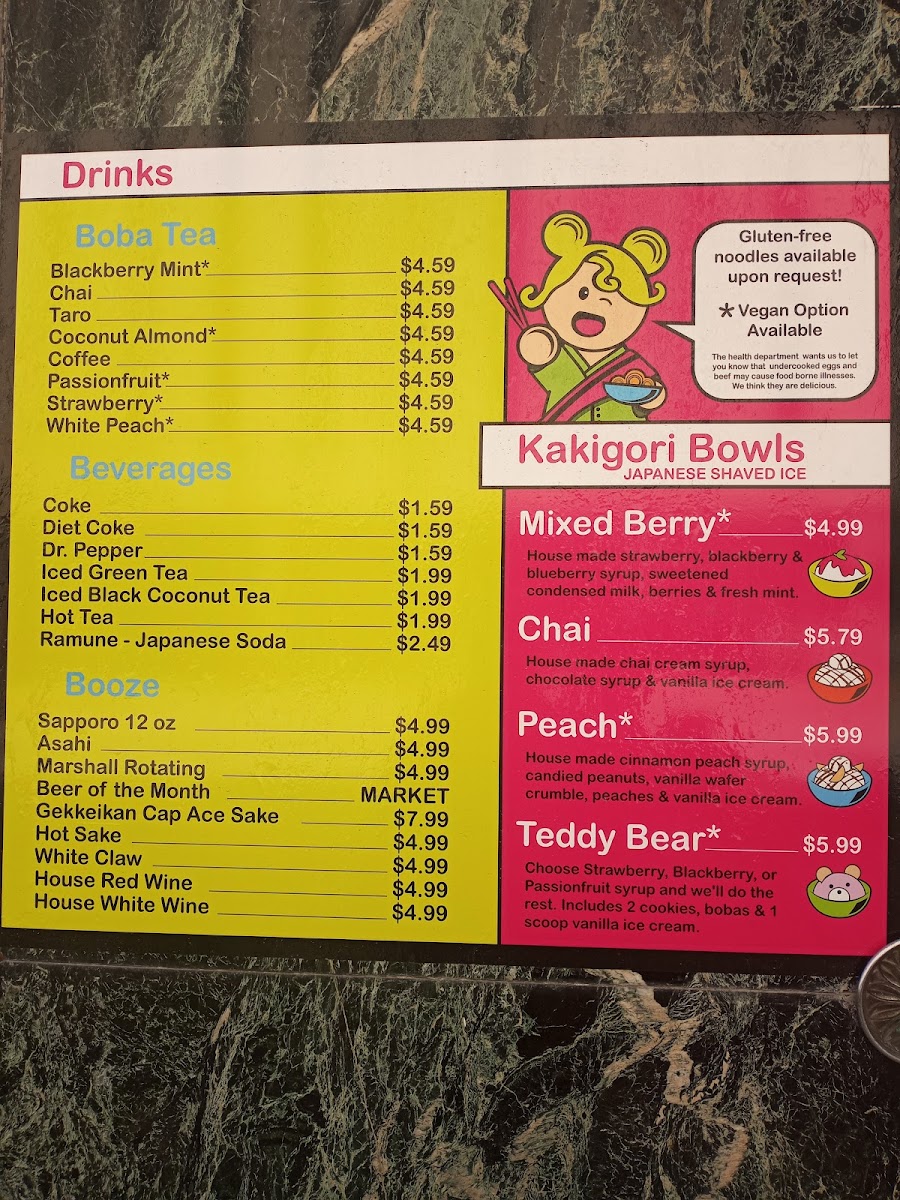 Drinks
Boba Tea
Blackberry Mint* $4.59
Chai $4.59
Taro $4.59
Coconut Almond* $4.59
Coffee $4.59
Passionfruit* $4.59
Strawberry* $4.59
White Peach* $4.59
Beverages
Coke $1.59
Diet Coke $1.59
Dr. Pepper $1.59
Iced Green Tea $1.99
Iced Black Coconut Tea $1.99
Hot Tea $1.99
Ramune - Japanese Soda $2.49
Booze
Sapporo 12 oz $4.99
Asahi $4.99
Marshall Rotating $4.99
Beer of the Month MARKET
Gekkeikan Cap Ace Sake $7.99
Hot Sake $4.99
White Claw $4.99
House Red Wine $4.99
House White Wine $4.99
Gluten-free
noodles available
upon request!
* Vegan Option
Available
The health department wants us to let
you know that undercooked eggs and
beef may cause food borne illnesses.
We think they are delicious.
Kakigori Bowls
JAPANESE SHAVED ICE
Mixed Berry* $4.99
House made strawberry, blackberry &
blueberry syrup, sweetened
condensed milk, berries & fresh mint.
Chai $5.79
House made chai cream syrup,
chocolate syrup & vanilla ice cream.
Peach* $5.99
House made cinnamon peach syrup,
candied peanuts, vanilla wafer
crumble, peaches & vanilla ice cream.
Teddy Bear* $5.99
Choose Strawberry, Blackberry, or
Passionfruit syrup and we'll do the
rest. Includes 2 cookies, bobas & 1
scoop vanilla ice cream.